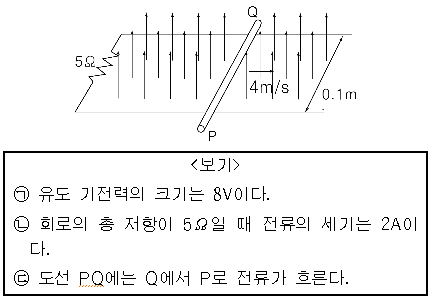 Q
5Ω
4m/s
0.1m
P
<보기>
㉠ 유도 기전력의 크기는 8V이다.
㉡ 회로의 총 저항이 5Ω일 때 전류의 세기는 2A이
다.
㉢ 도선 PQ에는 Q에서 P로 전류가 흐른다.